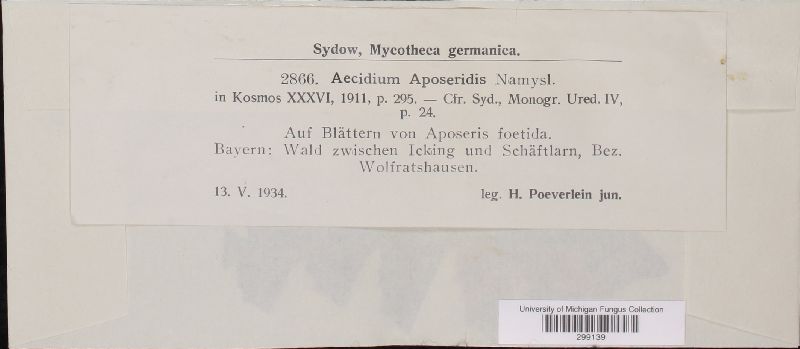 Sydow, Mycotheca germanica.
2866. Aecidium Aposeridis Namysl.
in Kosmos XXXVI, 1911, p. 295. — Cfr. Syd., Monogr. Ured. IV,
p. 24.
Auf Blättern von Aposeris foetida.
Bayern: Wald zwischen Icking und Schäftlarn, Bez.
Wolfratshausen.
13. V. 1934. leg. H. Poeverlein jun.
University of Michigan Fungus Collection
299139